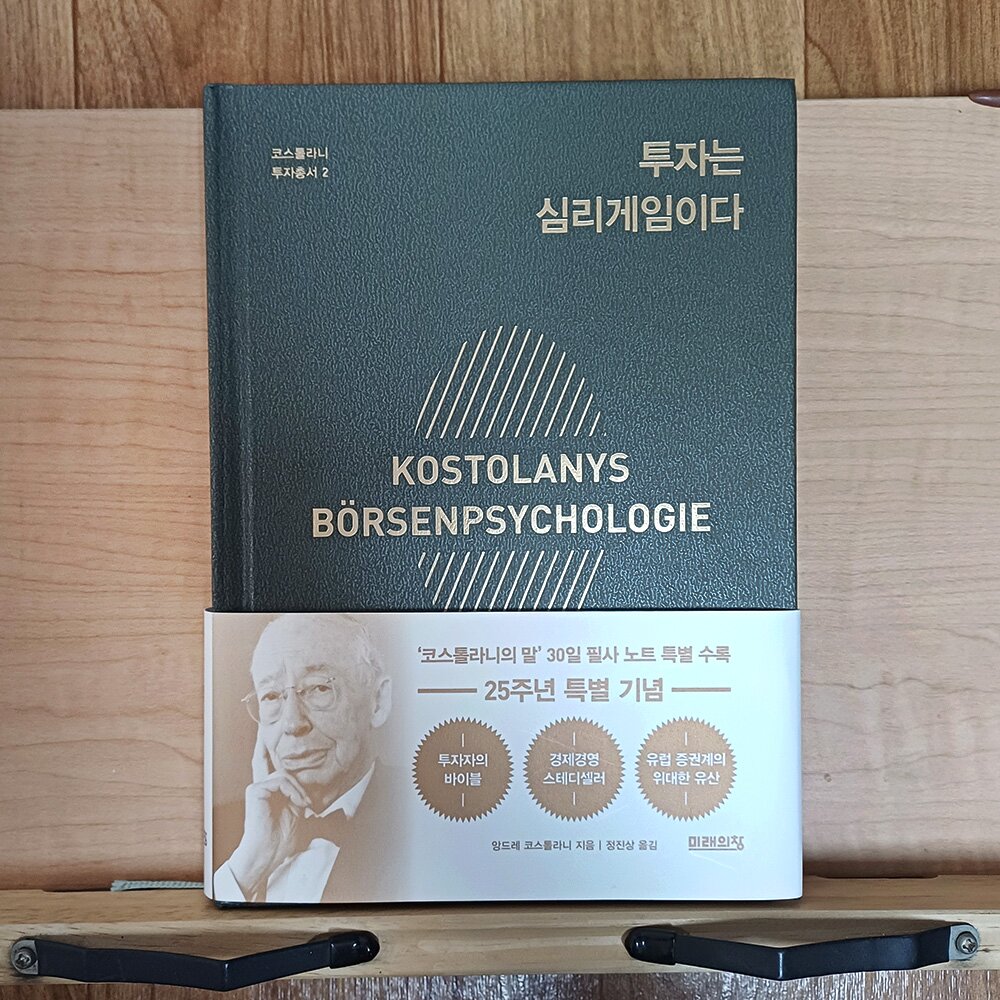 코스톨라니
투자총서 2
투자는
심리게임이다
KOSTOLANYS
BÖRSENPSYCHOLOGIE
‘코스톨라니의 말’ 30일 필사 노트 특별 수록
25주년 특별 기념
투자자의
바이블
경제경영
스테디셀러
유럽 증권계의
위대한 유산
앙드레 코스톨라니 지음 | 정진상 옮김
미래의창